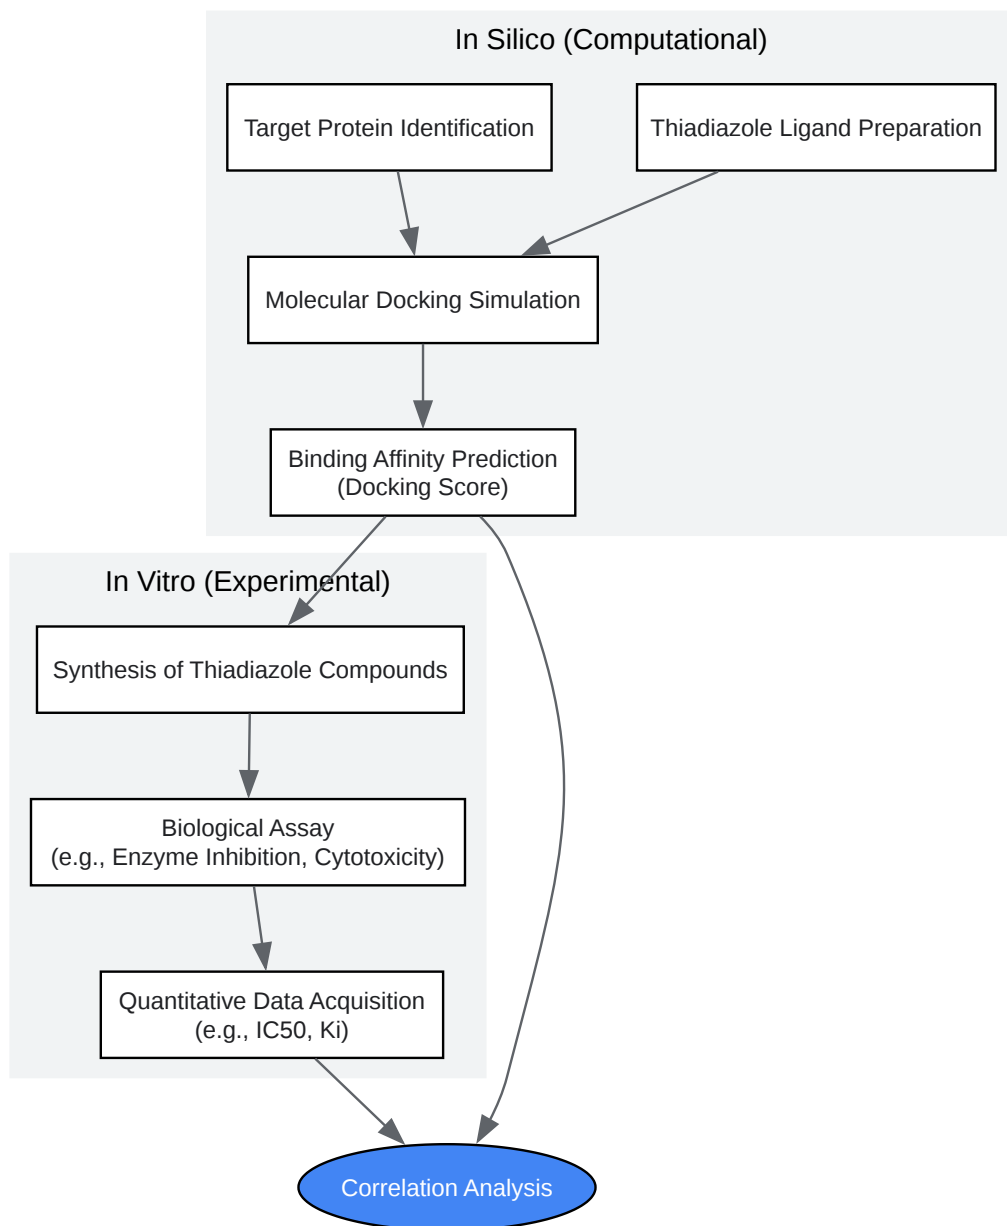 In Silico (Computational)
Target Protein Identification
Thiadiazole Ligand Preparation
Molecular Docking Simulation
Binding Affinity Prediction
(Docking Score)
In Vitro (Experimental)
Synthesis of Thiadiazole Compounds
Biological Assay
(e.g., Enzyme Inhibition, Cytotoxicity)
Quantitative Data Acquisition
(e.g., IC50, Ki)
Correlation Analysis